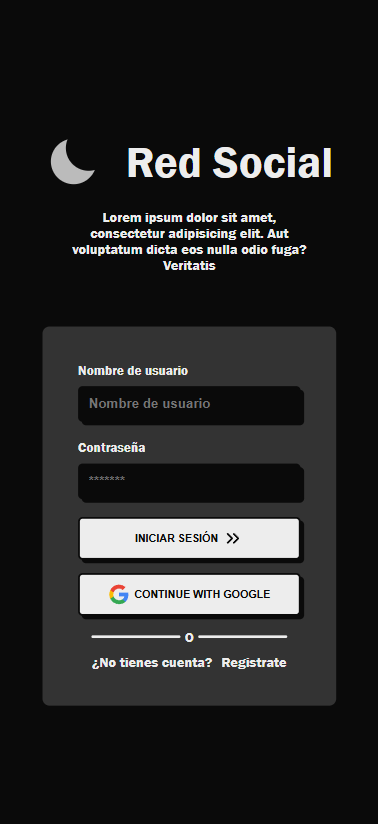 Red Social
Lorem ipsum dolor sit amet,
consectetur adipisicing elit. Aut
voluptatum dicta eos nulla odio fuga?
Veritatis
Nombre de usuario
Nombre de usuario
Contraseña
*******
INICIAR SESIÓN
CONTINUE WITH GOOGLE
O
¿No tienes cuenta? Registrate